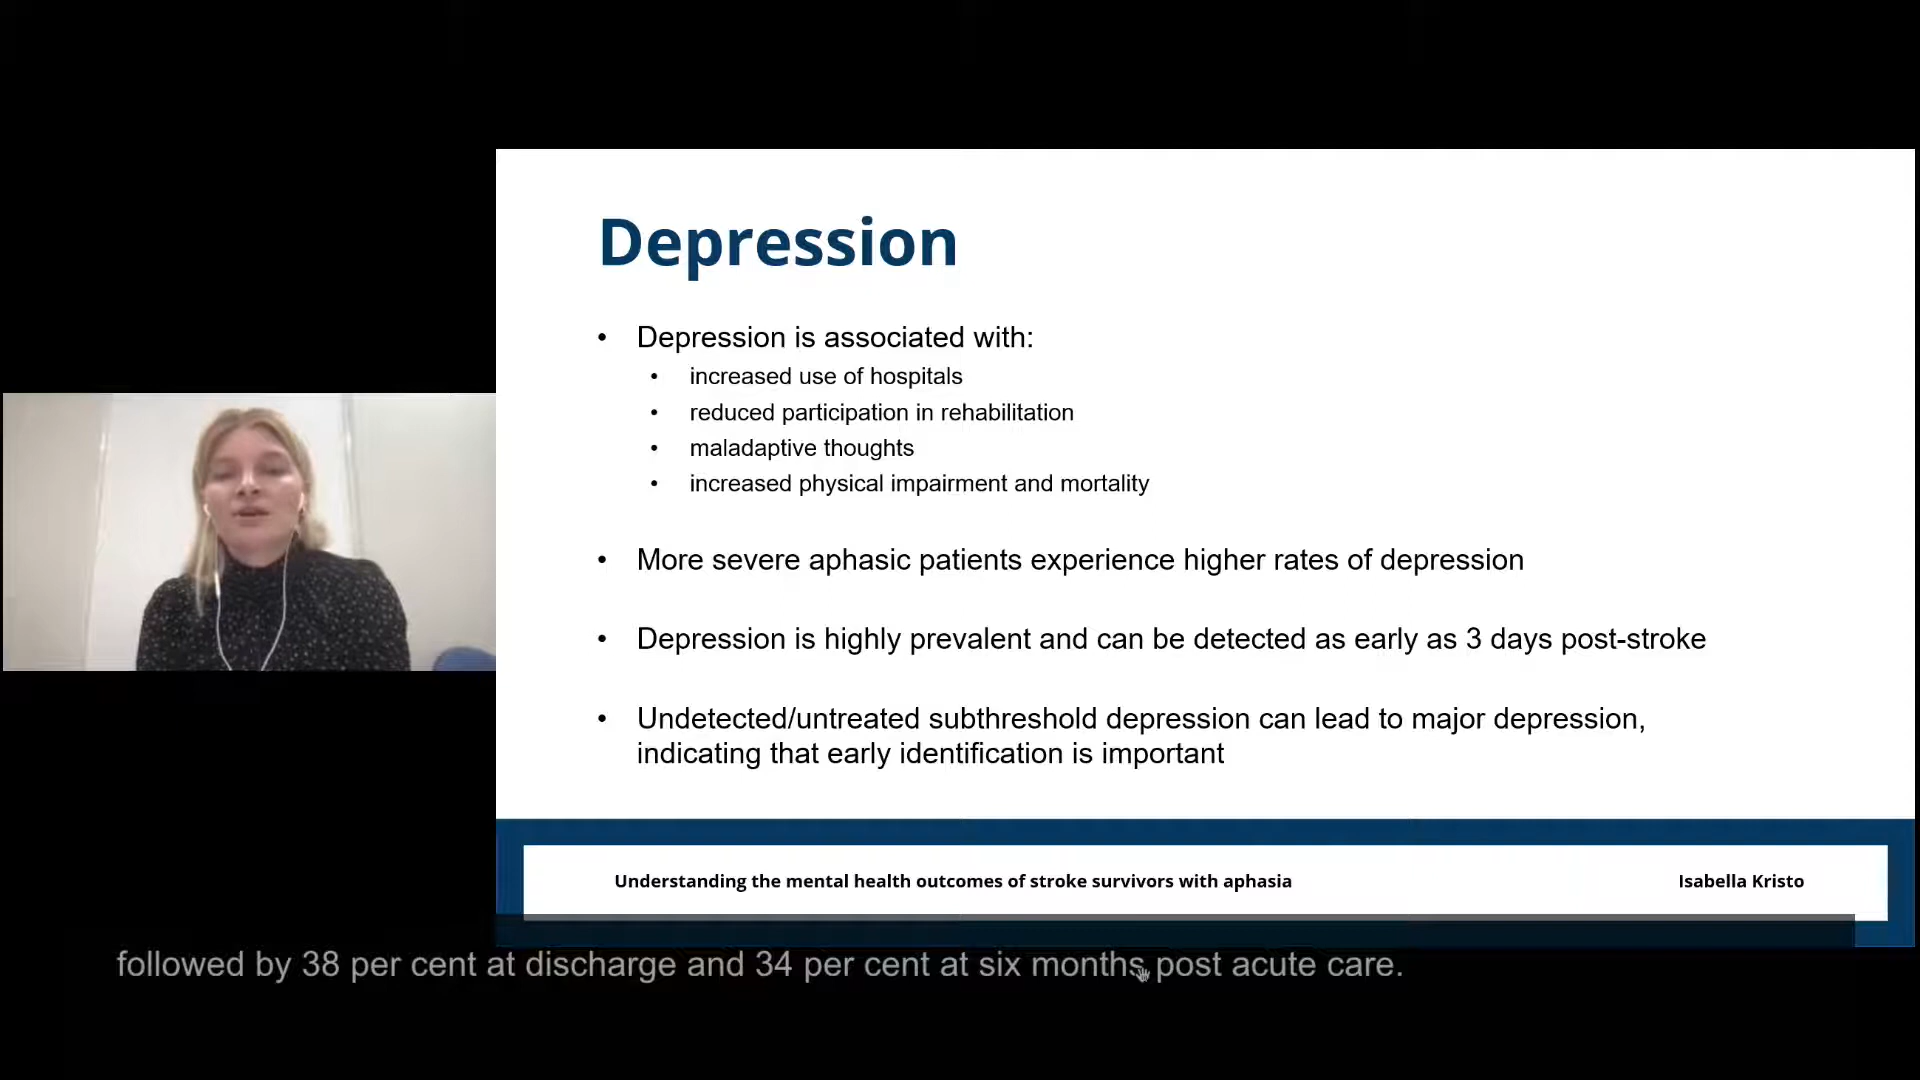 Depression
• Depression is associated with:
• increased use of hospitals
• reduced participation in rehabilitation
• maladaptive thoughts
• increased physical impairment and mortality
• More severe aphasic patients experience higher rates of depression
• Depression is highly prevalent and can be detected as early as 3 days post-stroke
• Undetected/untreated subthreshold depression can lead to major depression,
indicating that early identification is important
Understanding the mental health outcomes of stroke survivors with aphasia
Isabella Kristo
followed by 38 per cent at discharge and 34 per cent at six months post acute care.